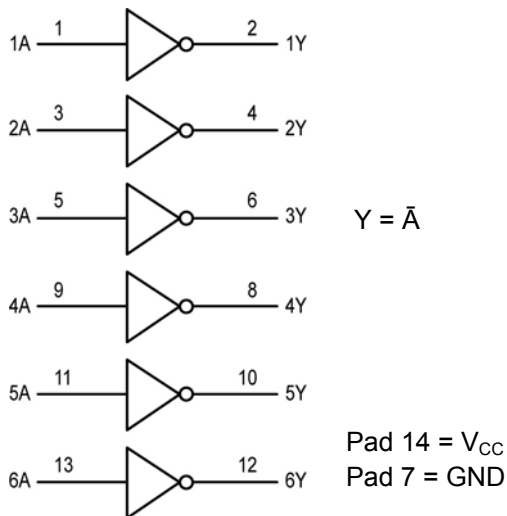 1A 1 2 1Y
2A 3 4 2Y
3A 5 6 3Y Y = Ā
4A 9 8 4Y
5A 11 10 5Y
Pad 14 = VCC
6A 13 12 6Y
Pad 7 = GND